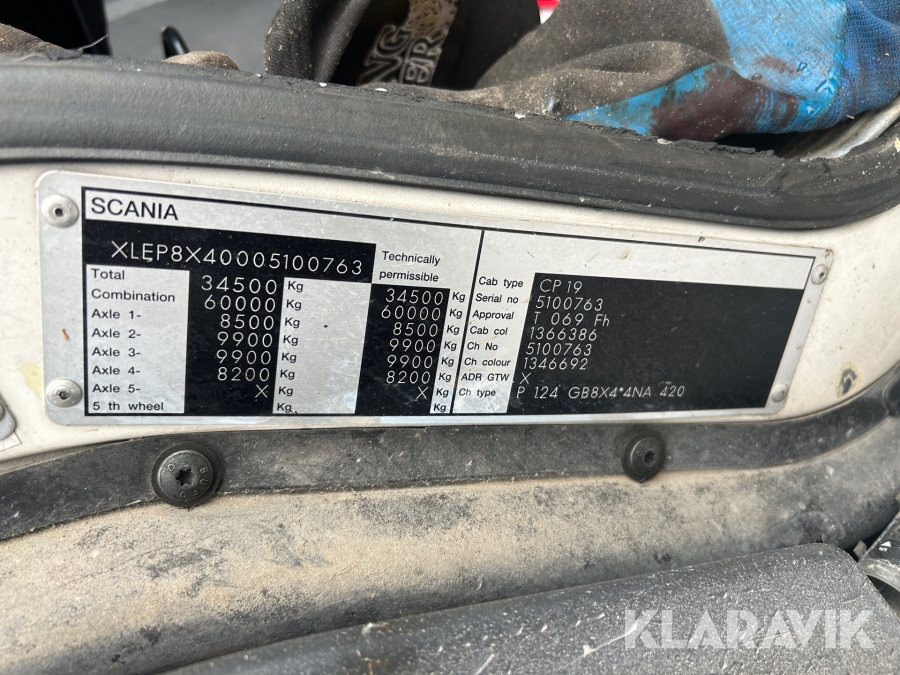 SCANIA
XLEP8X40005100763
Technically permissible
Total 34500 Kg 34500 Kg
Combination 60000 Kg 60000 Kg
Axle 1- 8500 Kg 8500 Kg
Axle 2- 9900 Kg 9900 Kg
Axle 3- 9900 Kg 9900 Kg
Axle 4- 8200 Kg 8200 Kg
Axle 5- X Kg X Kg
5 th wheel Kg Kg
Cab type CP 19
Serial no 5100763
Approval T 069 Fh
Cab col 1366386
Ch No 5100763
Ch colour 1346692
ADR GTW X
Ch type P 124 GB8X4*4NA 420
KLARAVIK